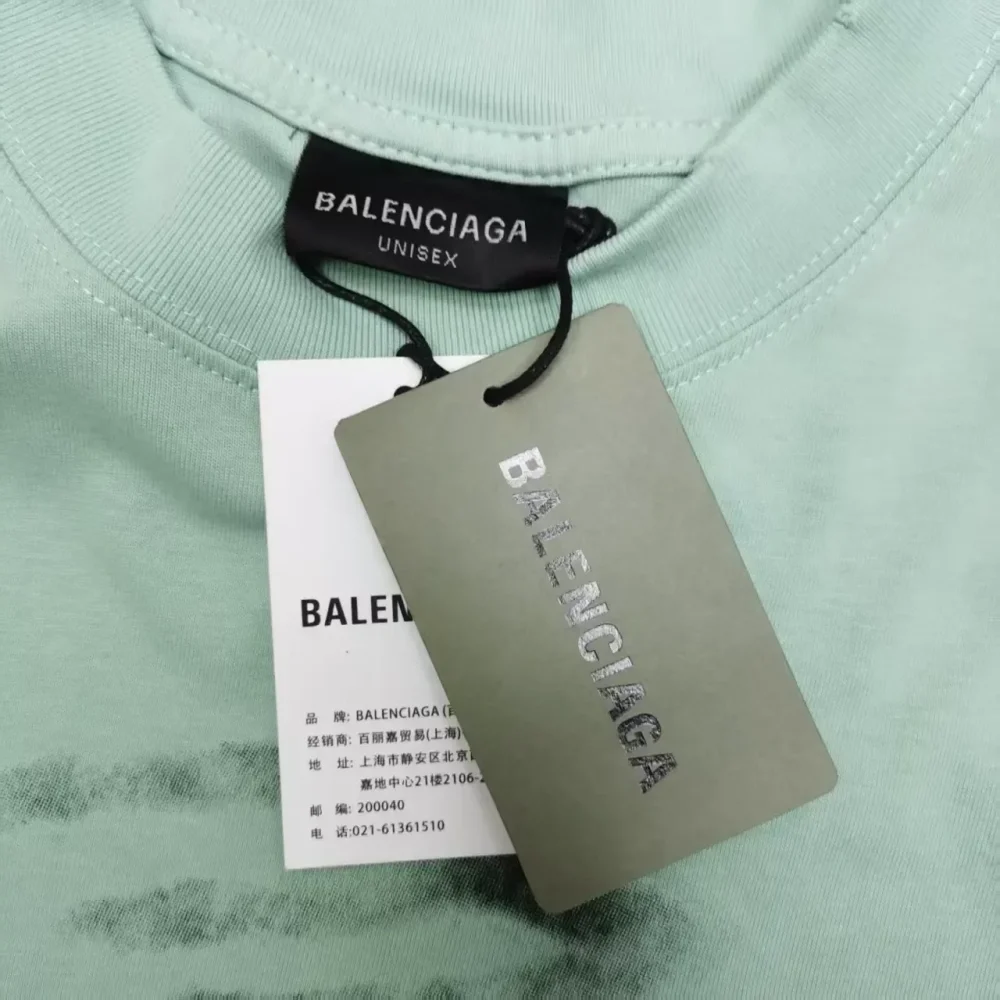 BALENCIAGA
UNISEX
BALENCIAGA
BALEN
品 牌: BALENCIAGA
经销商: 百丽嘉贸易(上海)
地 址: 上海市静安区北京
嘉地中心21楼2106-
邮 编: 200040
电 话:021-61361510